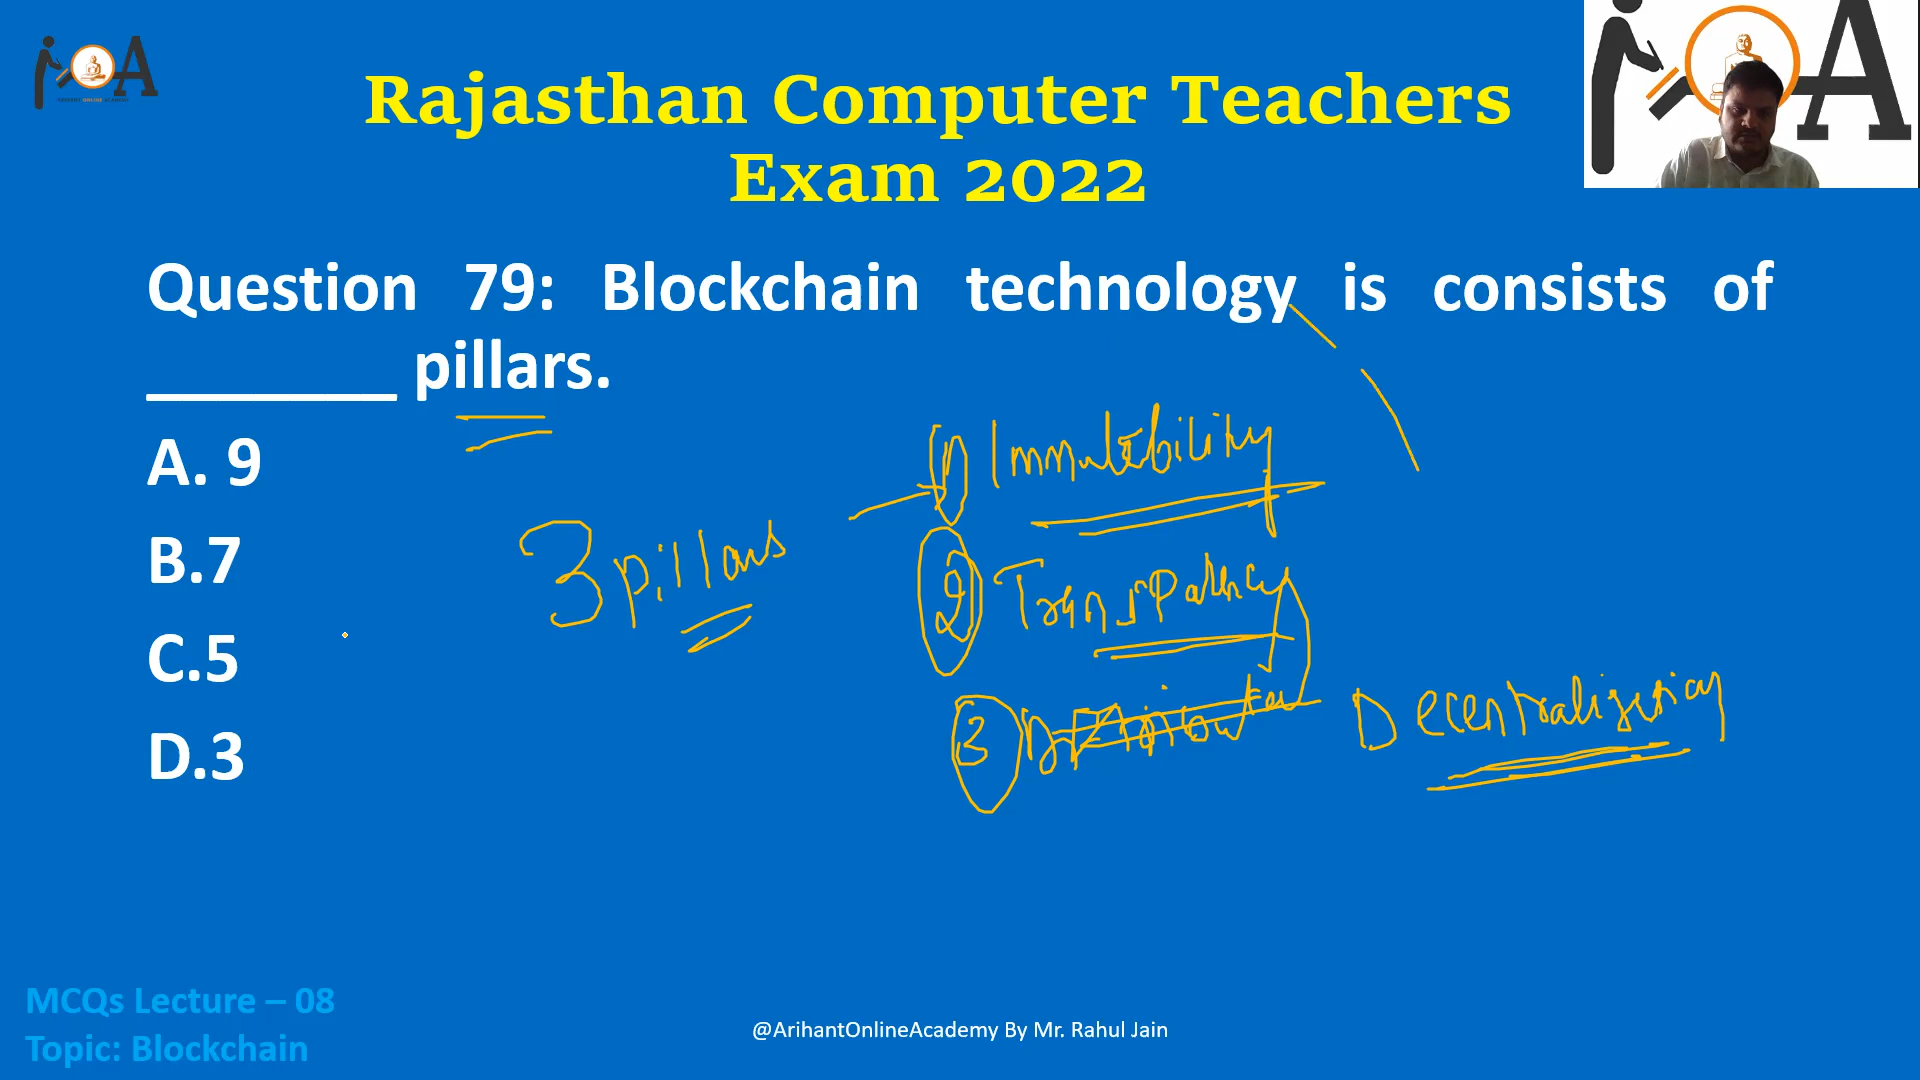 Rajasthan Computer Teachers
Exam 2022
Question 79: Blockchain technology is consists of
________ pillars.
A. 9
B.7
C.5
D.3
3 pillars
1) Immutability
2 Transparency
3
Decentralization
MCQs Lecture – 08
Topic: Blockchain
@ArihantOnlineAcademy By Mr. Rahul Jain